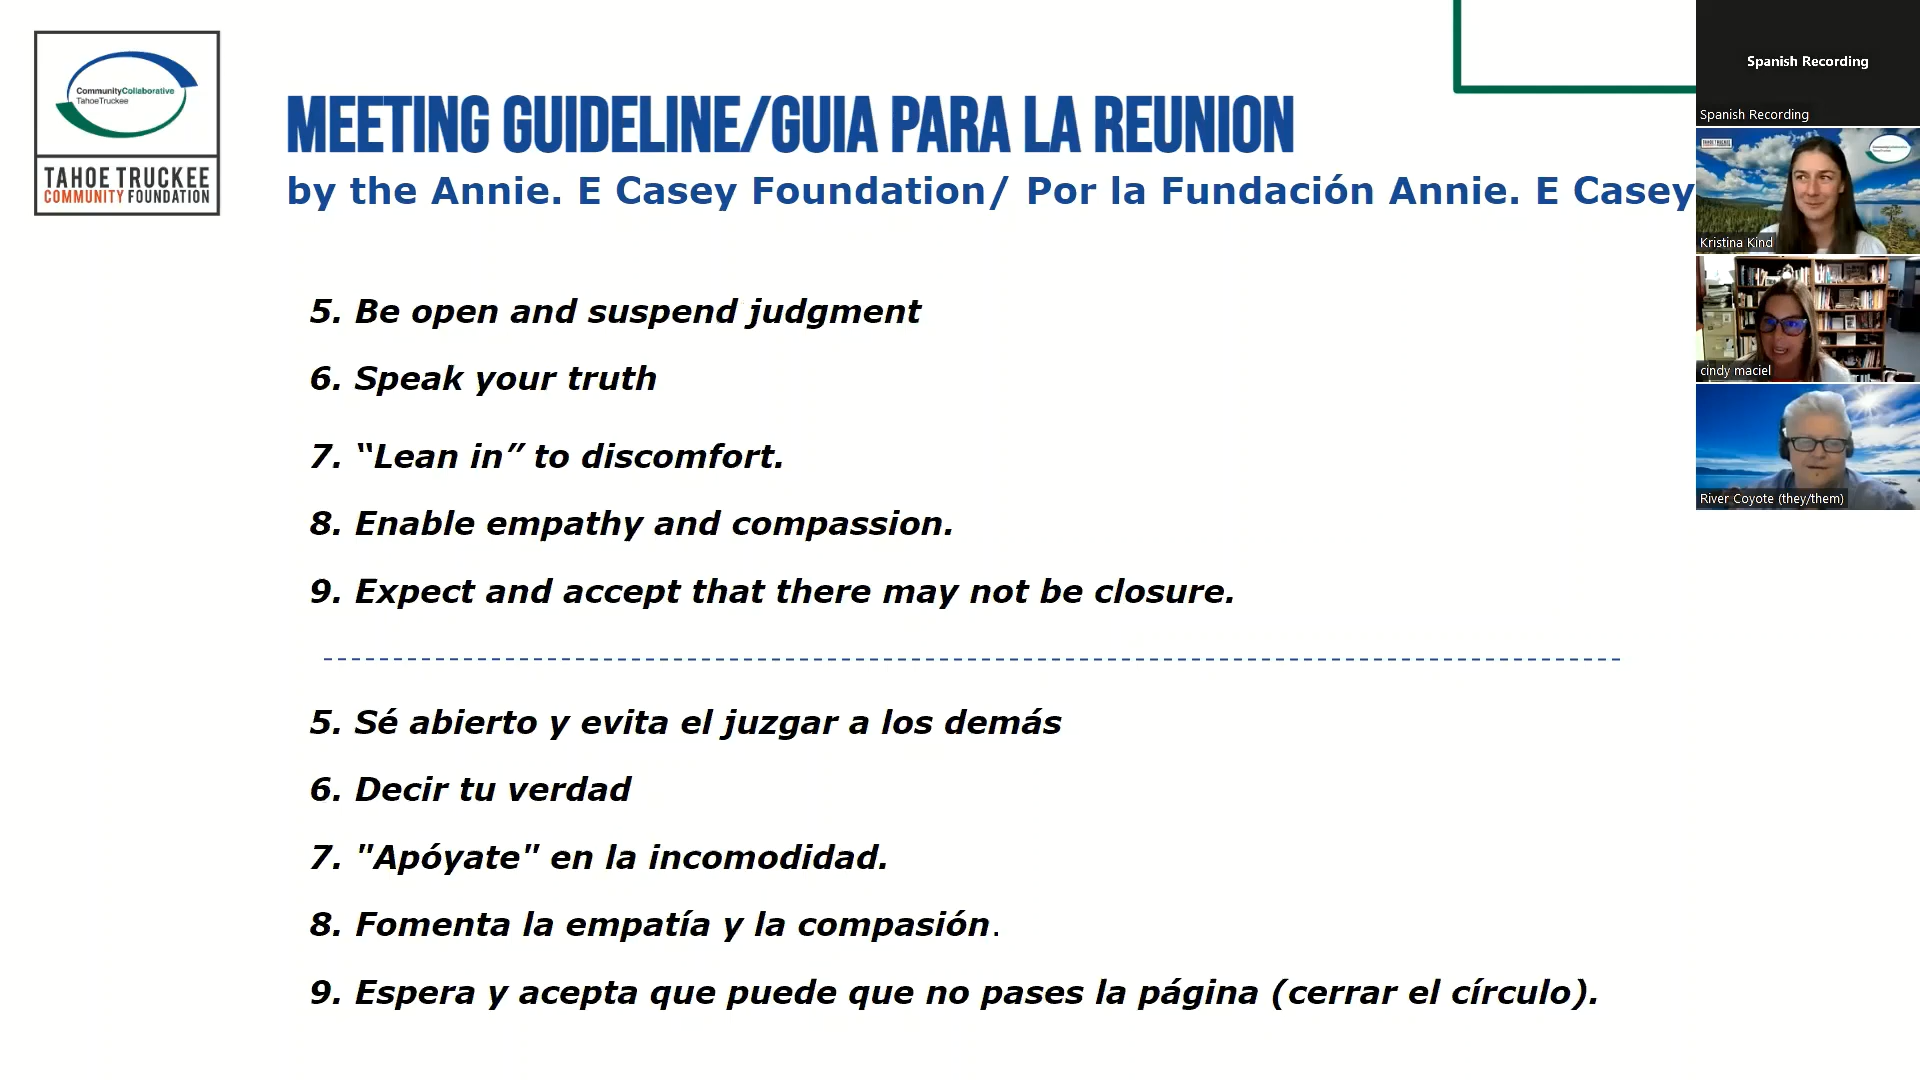 CommunityCollaborative
TahoeTruckee
TAHOE TRUCKEE
COMMUNITY FOUNDATION
MEETING GUIDELINE/GUIA PARA LA REUNION
by the Annie. E Casey Foundation/ Por la Fundación Annie. E Casey
5. Be open and suspend judgment
6. Speak your truth
7. “Lean in” to discomfort.
8. Enable empathy and compassion.
9. Expect and accept that there may not be closure.
5. Sé abierto y evita el juzgar a los demás
6. Decir tu verdad
7. "Apóyate" en la incomodidad.
8. Fomenta la empatía y la compasión.
9. Espera y acepta que puede que no pases la página (cerrar el círculo).
Spanish Recording
Spanish Recording
Kristina Kind
cindy maciel
River Coyote (they/them)